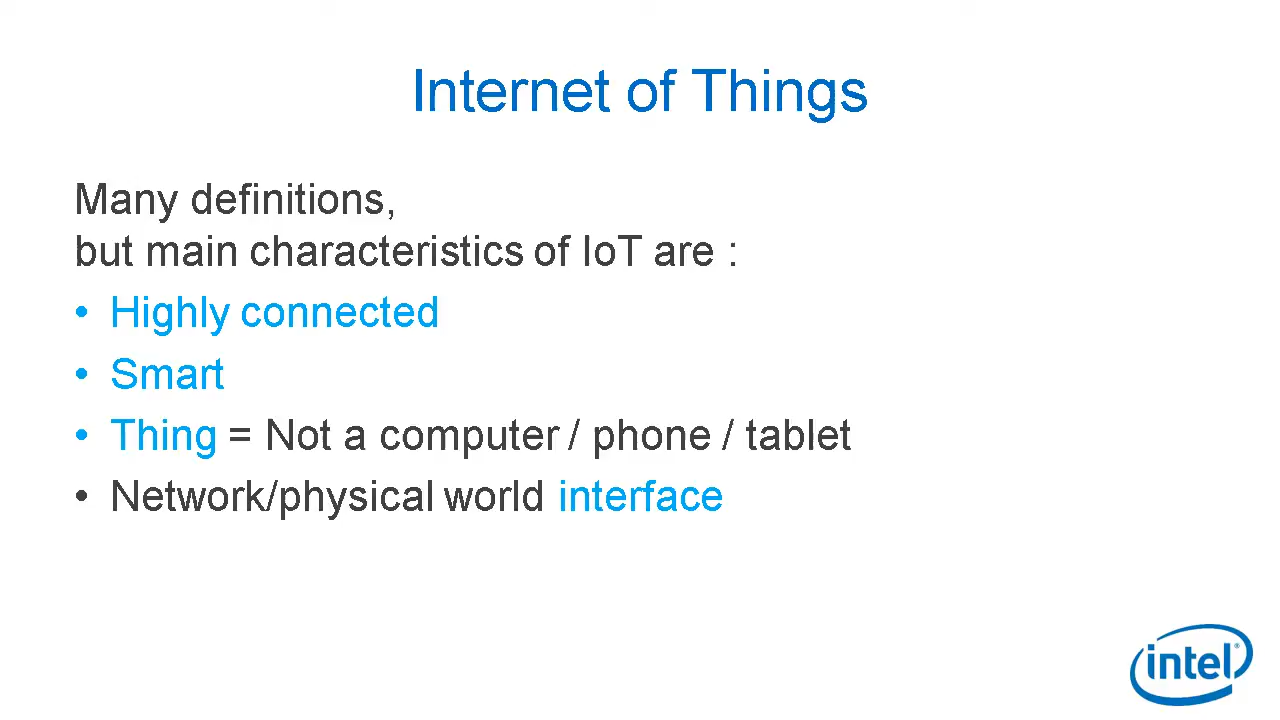 Internet of Things
Many definitions,
but main characteristics of IoT are :
• Highly connected
• Smart
• Thing = Not a computer / phone / tablet
• Network/physical world interface
intel®